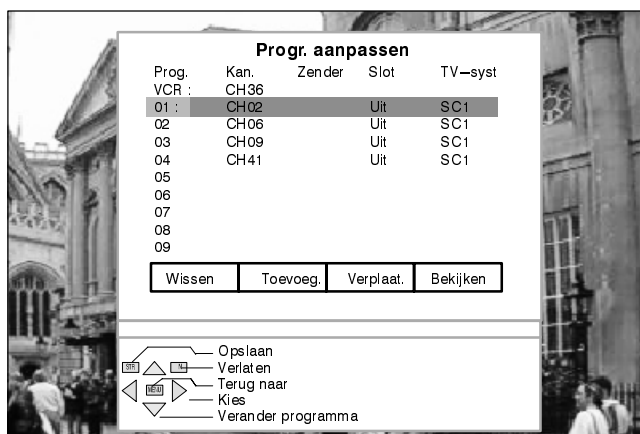 Progr. aanpassen
Prog. Kan. Zender Slot TV-syst
VCR : CH36
01 : CH02 Uit SC1
02 CH06 Uit SC1
03 CH09 Uit SC1
04 CH41 Uit SC1
05
06
07
08
09
Wissen Toevoeg. Verplaat. Bekijken
Opslaan
STR N Verlaten
MENU Terug naar
Kies
Verander programma